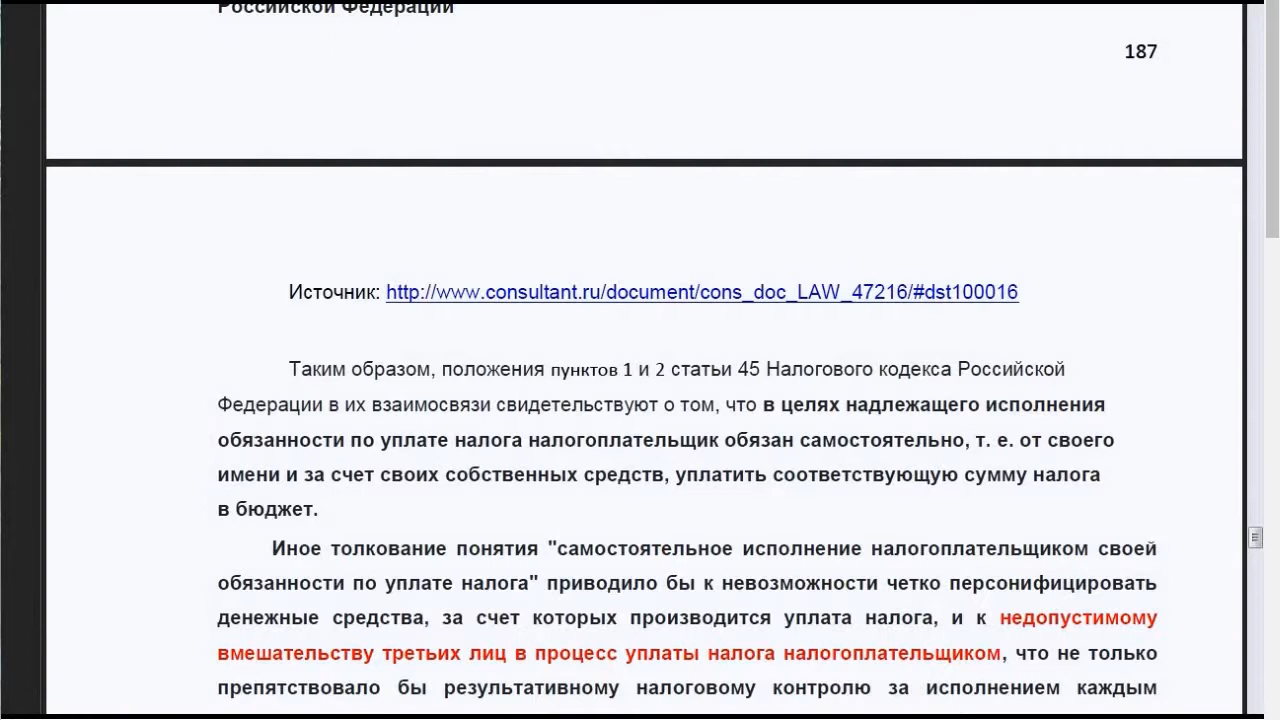 Российской Федерации
187
Источник: http://www.consultant.ru/document/cons_doc_LAW_47216/#dst100016
Таким образом, положения пунктов 1 и 2 статьи 45 Налогового кодекса Российской
Федерации в их взаимосвязи свидетельствуют о том, что в целях надлежащего исполнения
обязанности по уплате налога налогоплательщик обязан самостоятельно, т. е. от своего
имени и за счет своих собственных средств, уплатить соответствующую сумму налога
в бюджет.
Иное толкование понятия "самостоятельное исполнение налогоплательщиком своей
обязанности по уплате налога" приводило бы к невозможности четко персонифицировать
денежные средства, за счет которых производится уплата налога, и к недопустимому
вмешательству третьих лиц в процесс уплаты налога налогоплательщиком, что не только
препятствовало бы результативному налоговому контролю за исполнением каждым